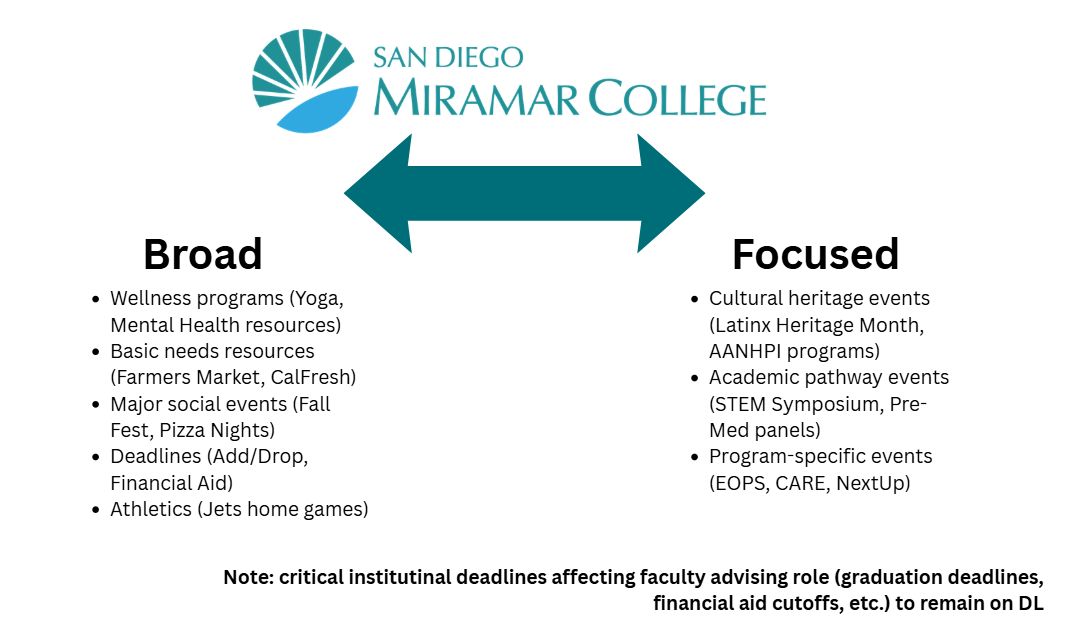 SAN DIEGO
MIRAMAR COLLEGE
Broad
• Wellness programs (Yoga,
Mental Health resources)
• Basic needs resources
(Farmers Market, CalFresh)
• Major social events (Fall
Fest, Pizza Nights)
• Deadlines (Add/Drop,
Financial Aid)
• Athletics (Jets home games)
Focused
• Cultural heritage events
(Latinx Heritage Month,
AANHPI programs)
• Academic pathway events
(STEM Symposium, Pre-
Med panels)
• Program-specific events
(EOPS, CARE, NextUp)
Note: critical institutinal deadlines affecting faculty advising role (graduation deadlines,
financial aid cutoffs, etc.) to remain on DL